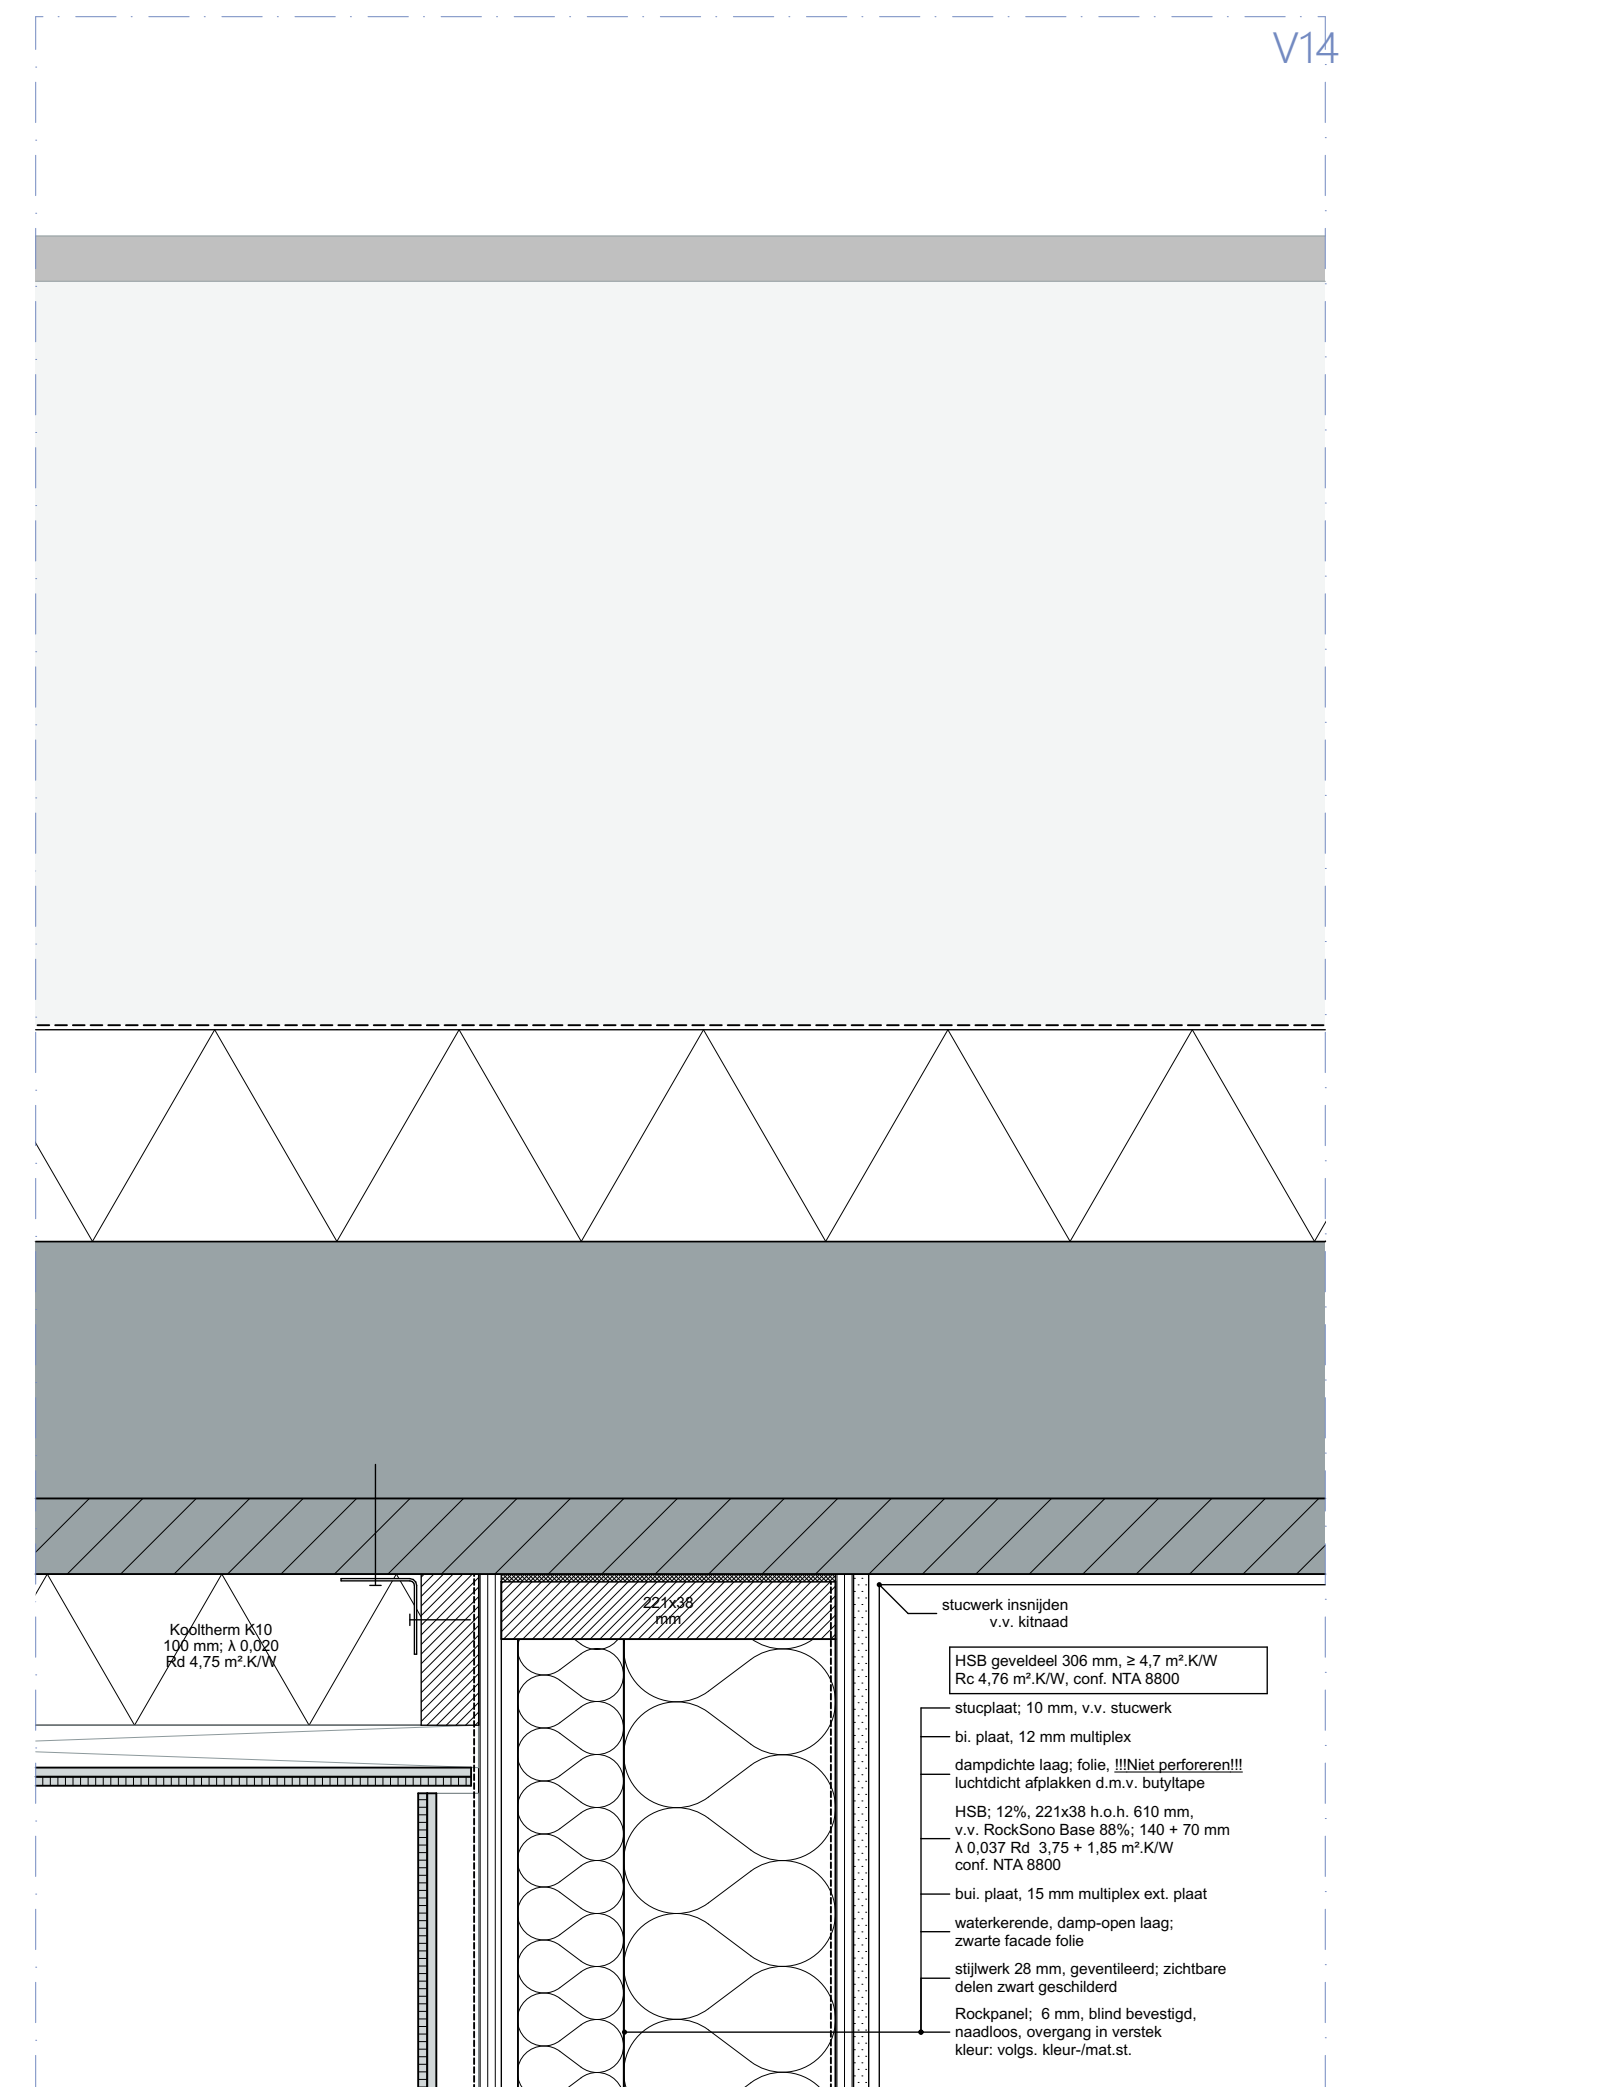 V14
221x38
mm
Kooltherm K10
100 mm; λ 0,020
Rd 4,75 m².K/W
stucwerk insnijden
v.v. kitnaad
HSB geveldeel 306 mm, ≥ 4,7 m².K/W
Rc 4,76 m².K/W, conf. NTA 8800
stucplaat; 10 mm, v.v. stucwerk
bi. plaat, 12 mm multiplex
dampdichte laag; folie, !!!Niet perforeren!!!
luchtdicht afplakken d.m.v. butyltape
HSB; 12%, 221x38 h.o.h. 610 mm,
v.v. RockSono Base 88%; 140 + 70 mm
λ 0,037 Rd  3,75 + 1,85 m².K/W
conf. NTA 8800
bui. plaat, 15 mm multiplex ext. plaat
waterkerende, damp-open laag;
zwarte facade folie
stijlwerk 28 mm, geventileerd; zichtbare
delen zwart geschilderd
Rockpanel;  6 mm, blind bevestigd,
naadloos, overgang in verstek
kleur: volgs. kleur-/mat.st.